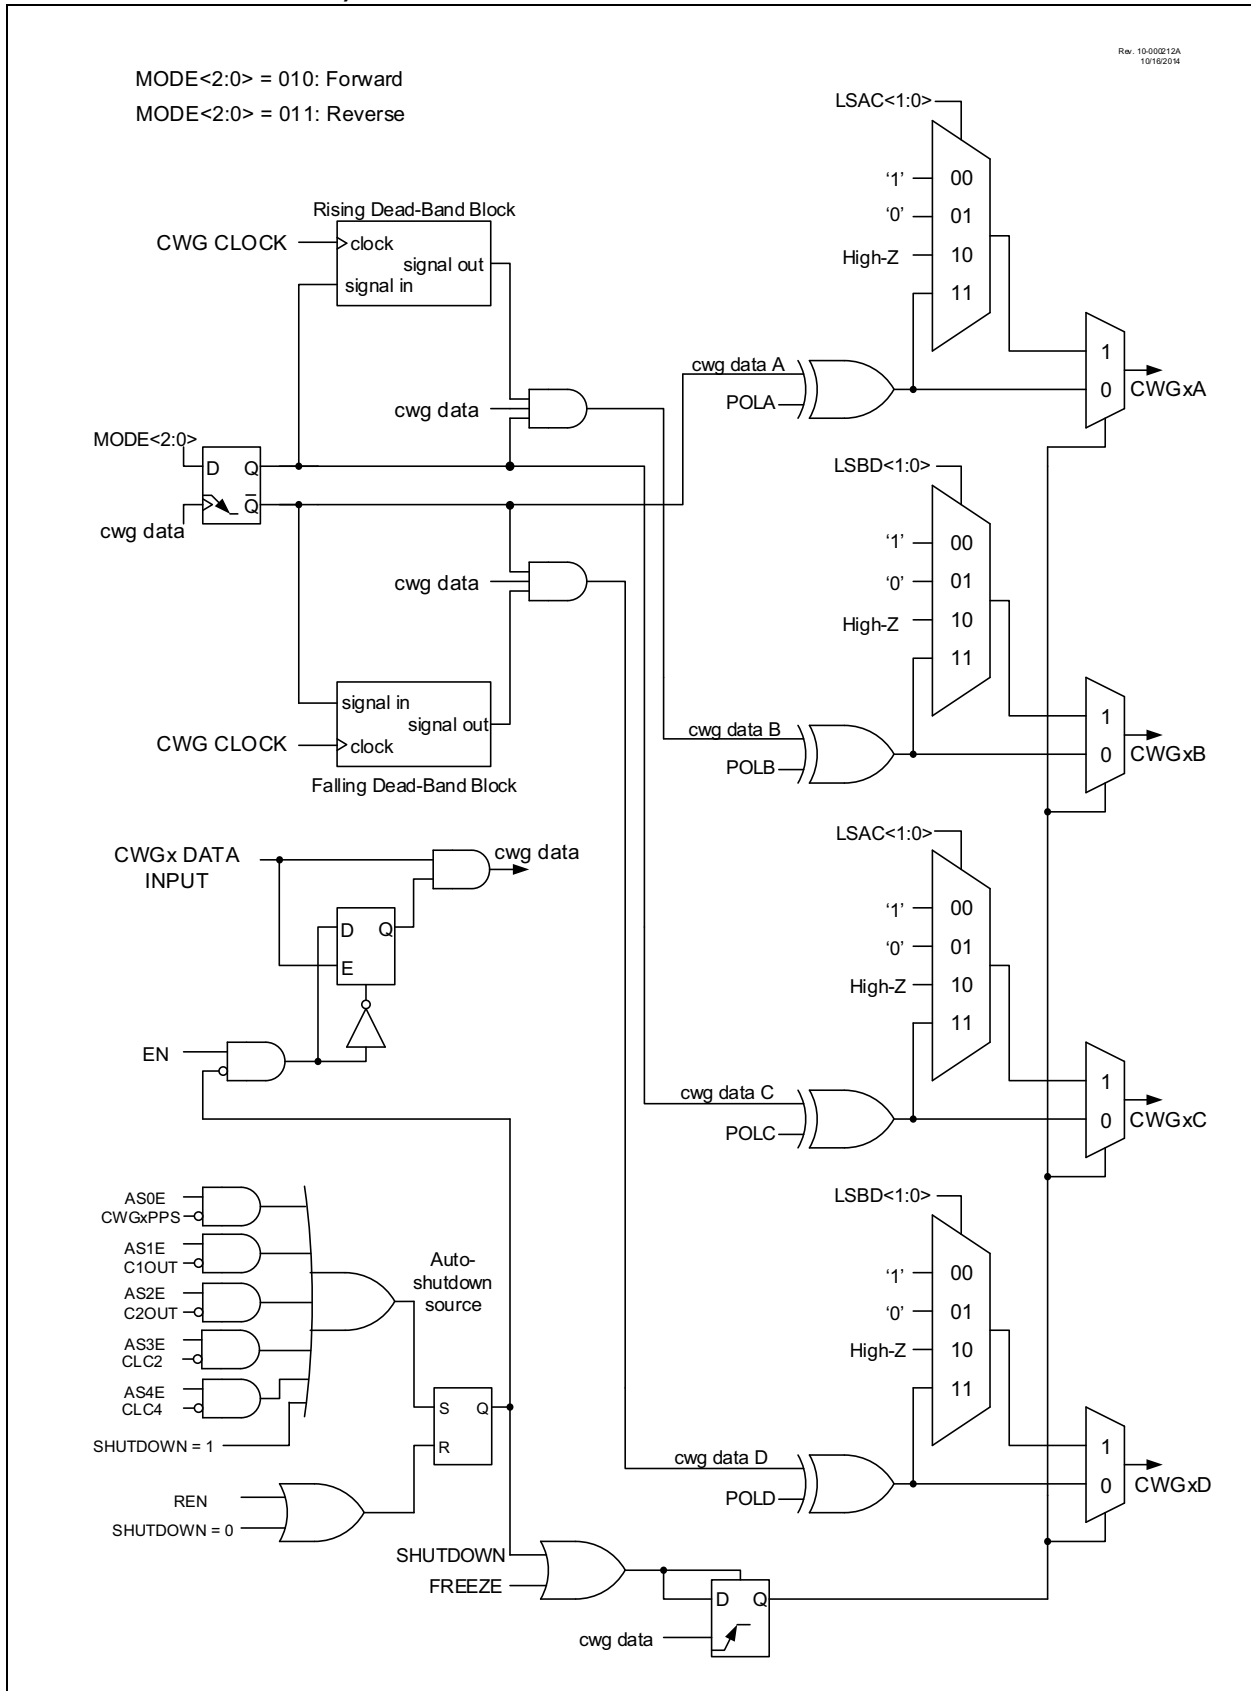 Rev. 10-000212A
10/16/2014
MODE<2:0> = 010: Forward
MODE<2:0> = 011: Reverse
LSAC<1:0>
'1'
00
'0'
01
High-Z
10
11
1
0
CWGxA
cwg data A
POLA
Rising Dead-Band Block
CWG CLOCK
clock
signal out
signal in
cwg data
MODE<2:0>
D
Q
Q
cwg data
cwg data
signal in
signal out
CWG CLOCK
clock
Falling Dead-Band Block
LSBD<1:0>
'1'
00
'0'
01
High-Z
10
11
1
0
CWGxB
cwg data B
POLB
CWGx DATA
INPUT
cwg data
D
Q
E
EN
LSAC<1:0>
'1'
00
'0'
01
High-Z
10
11
1
0
CWGxC
cwg data C
POLC
AS0E
CWGxPPS
AS1E
C1OUT
AS2E
C2OUT
AS3E
CLC2
AS4E
CLC4
SHUTDOWN = 1
Auto-
shutdown
source
S
Q
R
REN
SHUTDOWN = 0
LSBD<1:0>
'1'
00
'0'
01
High-Z
10
11
1
0
CWGxD
cwg data D
POLD
SHUTDOWN
FREEZE
D
Q
cwg data